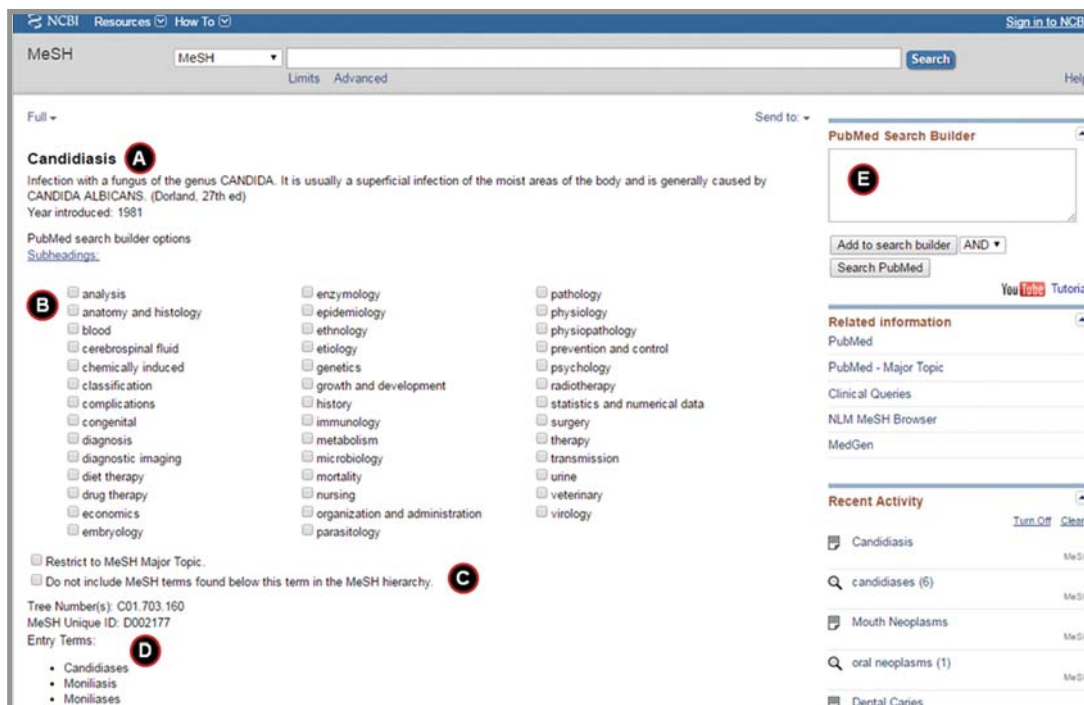 NCBI Resources How To Sign in to NCB
MeSH MeSH Search
Limits Advanced Help
Full Send to:
Candidiasis A
Infection with a fungus of the genus CANDIDA. It is usually a superficial infection of the moist areas of the body and is generally caused by
CANDIDA ALBICANS. (Dorland, 27th ed)
Year introduced: 1981
PubMed search builder options
Subheadings:
B
analysis
anatomy and histology
blood
cerebrospinal fluid
chemically induced
classification
complications
congenital
diagnosis
diagnostic imaging
diet therapy
drug therapy
economics
embryology
enzymology
epidemiology
ethnology
etiology
genetics
growth and development
history
immunology
metabolism
microbiology
mortality
nursing
organization and administration
parasitology
pathology
physiology
physiopathology
prevention and control
psychology
radiotherapy
statistics and numerical data
surgery
therapy
transmission
urine
veterinary
virology
Restrict to MeSH Major Topic.
Do not include MeSH terms found below this term in the MeSH hierarchy. C
Tree Number(s): C01.703.160
MeSH Unique ID: D002177
Entry Terms: D
• Candidiases
• Moniliasis
• Moniliases
PubMed Search Builder
E
Add to search builder AND
Search PubMed
You Tube Tutoria
Related information
PubMed
PubMed - Major Topic
Clinical Queries
NLM MeSH Browser
MedGen
Recent Activity
Turn Off Clear
Candidiasis
MeS
candidiases (6)
MeS
Mouth Neoplasms
MeS
oral neoplasms (1)
MeS
Dental Caries